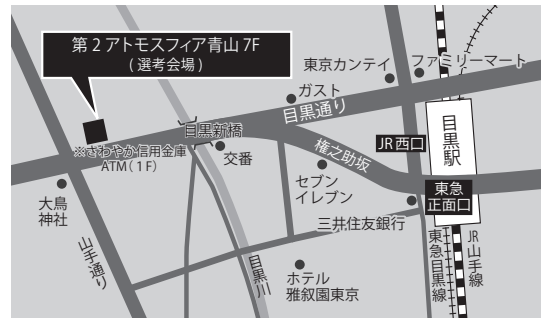 第２アトモスフィア青山 7F
( 選考会場 )
東京カンテイ
ファミリーマート
ガスト
目黒通り
目黒新橋
※さわやか信用金庫
ATM( 1 F )
交番
権之助坂
JR西口
目黒駅
セブン
イレブン
東急
正面口
大鳥
神社
三井住友銀行
山手通り
目黒川
ホテル
雅叙園東京
東急目黒線
JR山手線